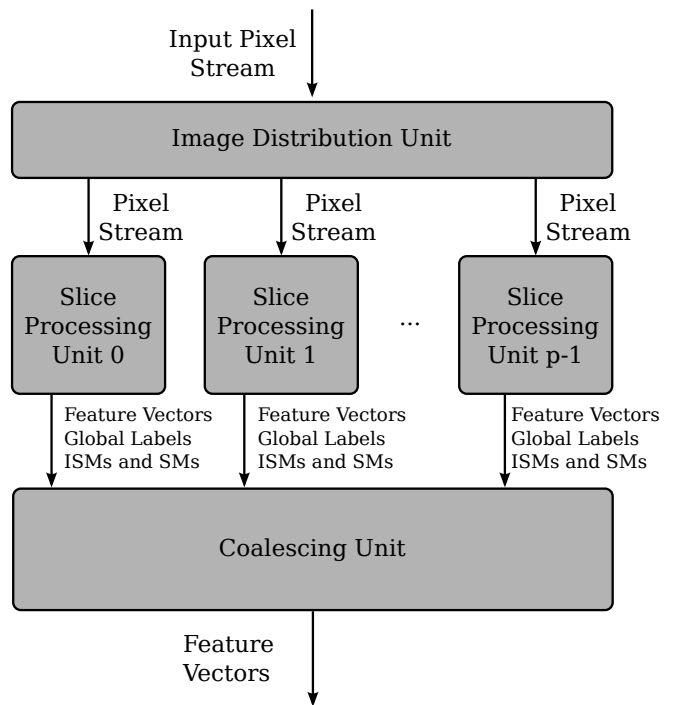 Input Pixel
Stream
Image Distribution Unit
Pixel
Stream
Pixel
Stream
Pixel
Stream
Slice
Processing
Unit 0
Slice
Processing
Unit 1
...
Slice
Processing
Unit p-1
Feature Vectors
Global Labels
ISMs and SMs
Feature Vectors
Global Labels
ISMs and SMs
Feature Vectors
Global Labels
ISMs and SMs
Coalescing Unit
Feature
Vectors